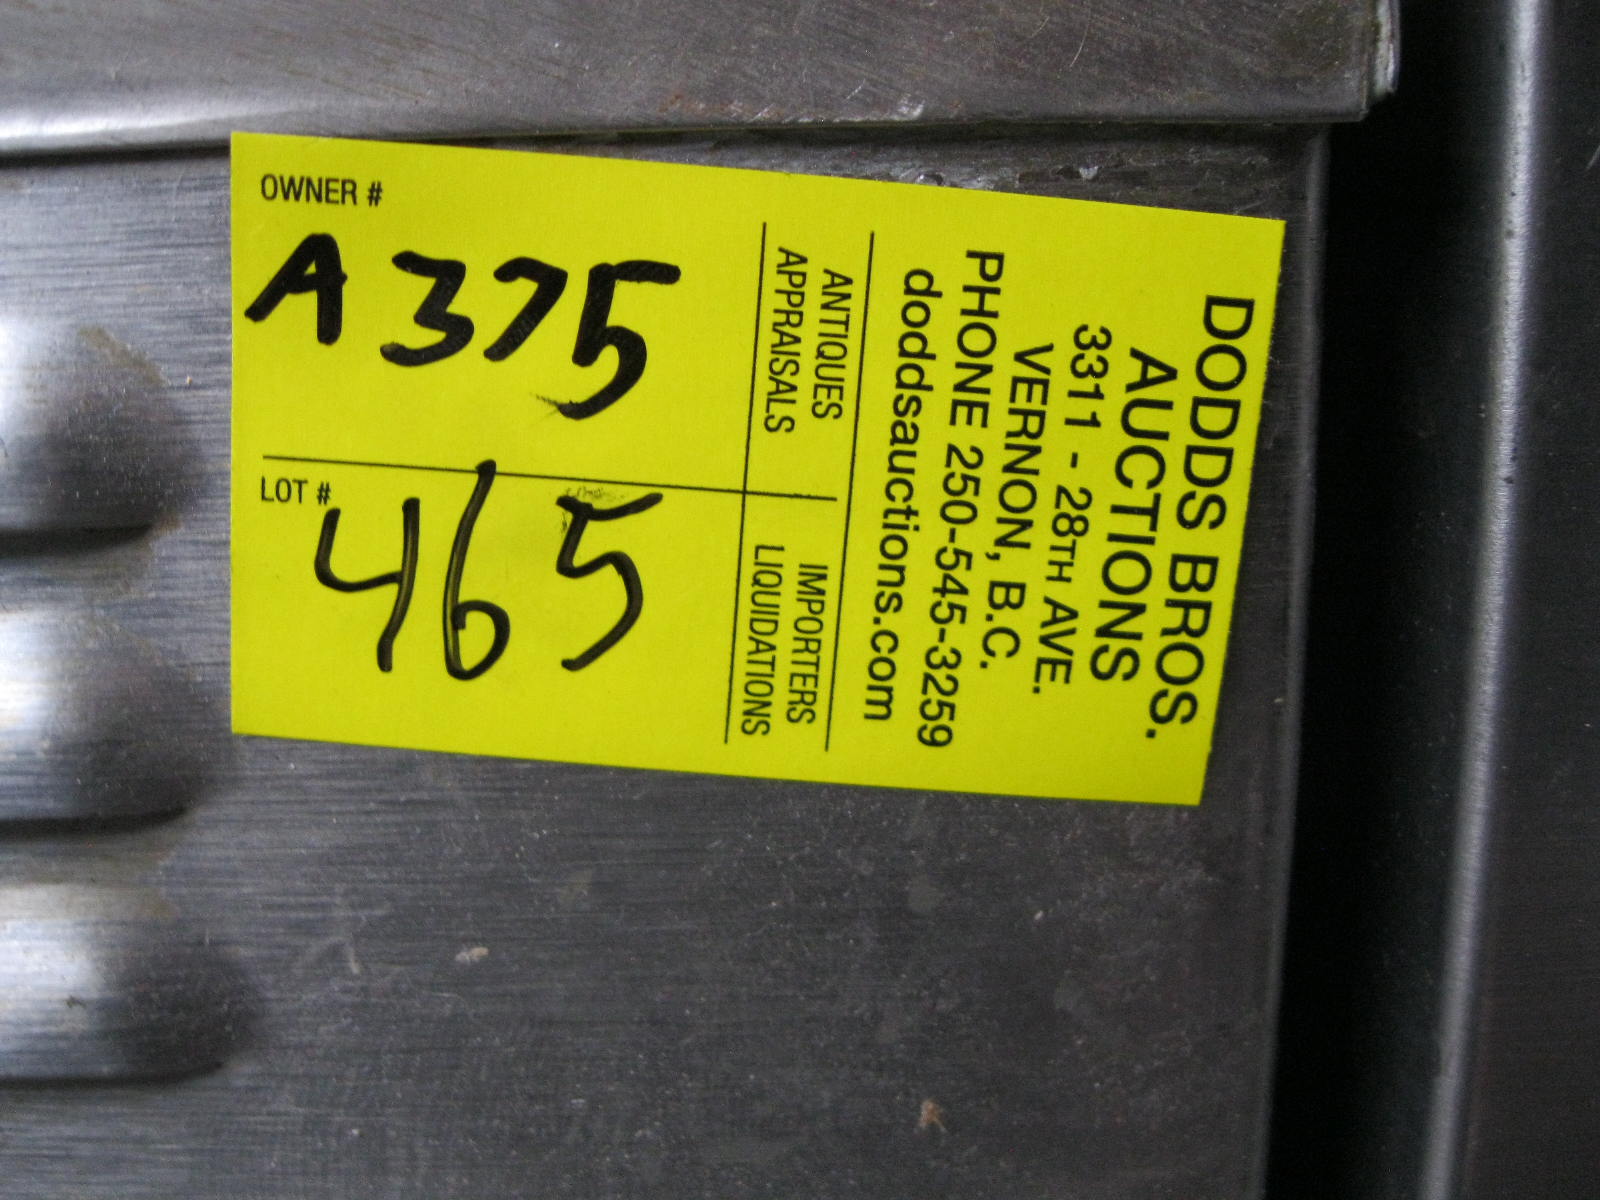 OWNER #
A375
LOT #
465
DODDS BROS.
AUCTIONS
3311 - 28TH AVE.
VERNON, B.C.
PHONE 250-545-3259
doddsauctions.com
ANTIQUES
APPRAISALS
IMPORTERS
LIQUIDATIONS